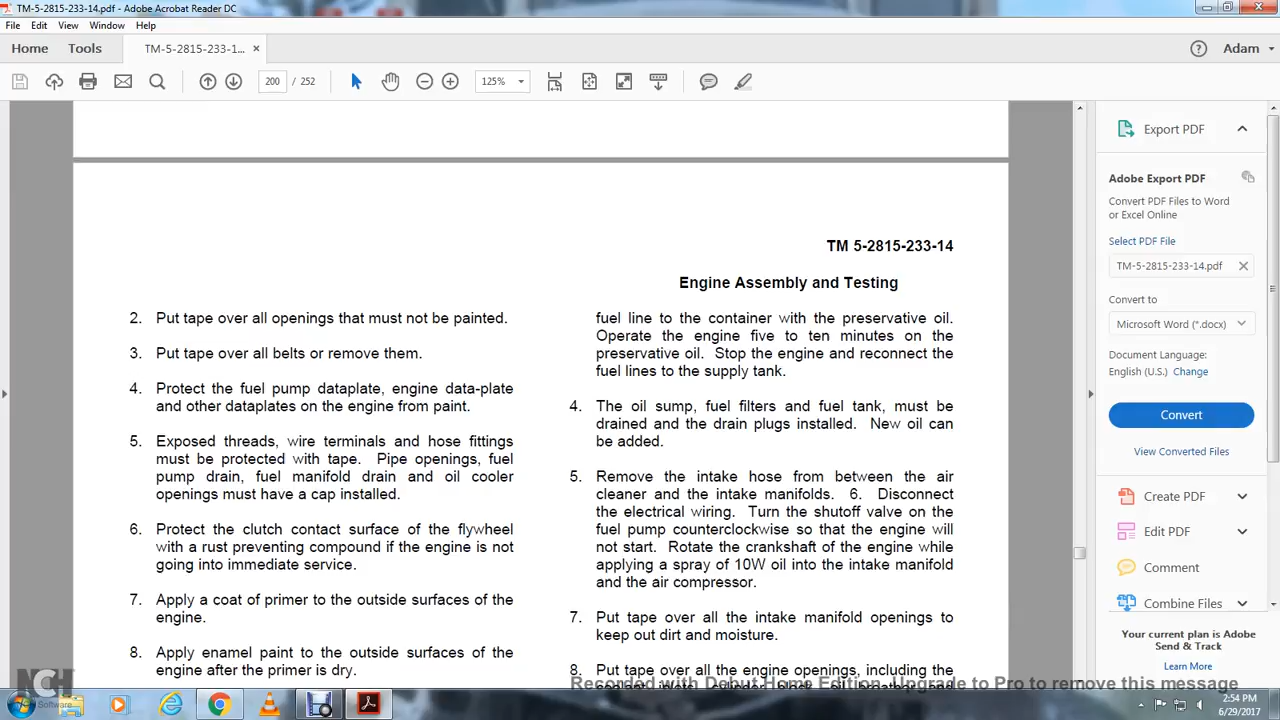 TM-5-2815-233-14.pdf - Adobe Acrobat Reader DC
File Edit View Window Help
Home Tools TM-5-2815-233-1... × Adam
200 / 252 125%
TM 5-2815-233-14
Engine Assembly and Testing
2. Put tape over all openings that must not be painted.
3. Put tape over all belts or remove them.
4. Protect the fuel pump dataplate, engine data-plate
and other dataplates on the engine from paint.
5. Exposed threads, wire terminals and hose fittings
must be protected with tape. Pipe openings, fuel
pump drain, fuel manifold drain and oil cooler
openings must have a cap installed.
6. Protect the clutch contact surface of the flywheel
with a rust preventing compound if the engine is not
going into immediate service.
7. Apply a coat of primer to the outside surfaces of the
engine.
8. Apply enamel paint to the outside surfaces of the
engine after the primer is dry.
fuel line to the container with the preservative oil.
Operate the engine five to ten minutes on the
preservative oil. Stop the engine and reconnect the
fuel lines to the supply tank.
4. The oil sump, fuel filters and fuel tank, must be
drained and the drain plugs installed. New oil can
be added.
5. Remove the intake hose from between the air
cleaner and the intake manifolds. 6. Disconnect
the electrical wiring. Turn the shutoff valve on the
fuel pump counterclockwise so that the engine will
not start. Rotate the crankshaft of the engine while
applying a spray of 10W oil into the intake manifold
and the air compressor.
7. Put tape over all the intake manifold openings to
keep out dirt and moisture.
8. Put tape over all the engine openings, including the
Export PDF
Adobe Export PDF
Convert PDF Files to Word
or Excel Online
Select PDF File
TM-5-2815-233-14.pdf
Convert to
Microsoft Word (*.docx)
Document Language:
English (U.S.) Change
Convert
View Converted Files
Create PDF
Edit PDF
Comment
Combine Files
Your current plan is Adobe
Send & Track
Learn More
Recorded with Debut Home Edition. Upgrade to Pro to remove this message
NCH
Software
2:54 PM
6/29/2017